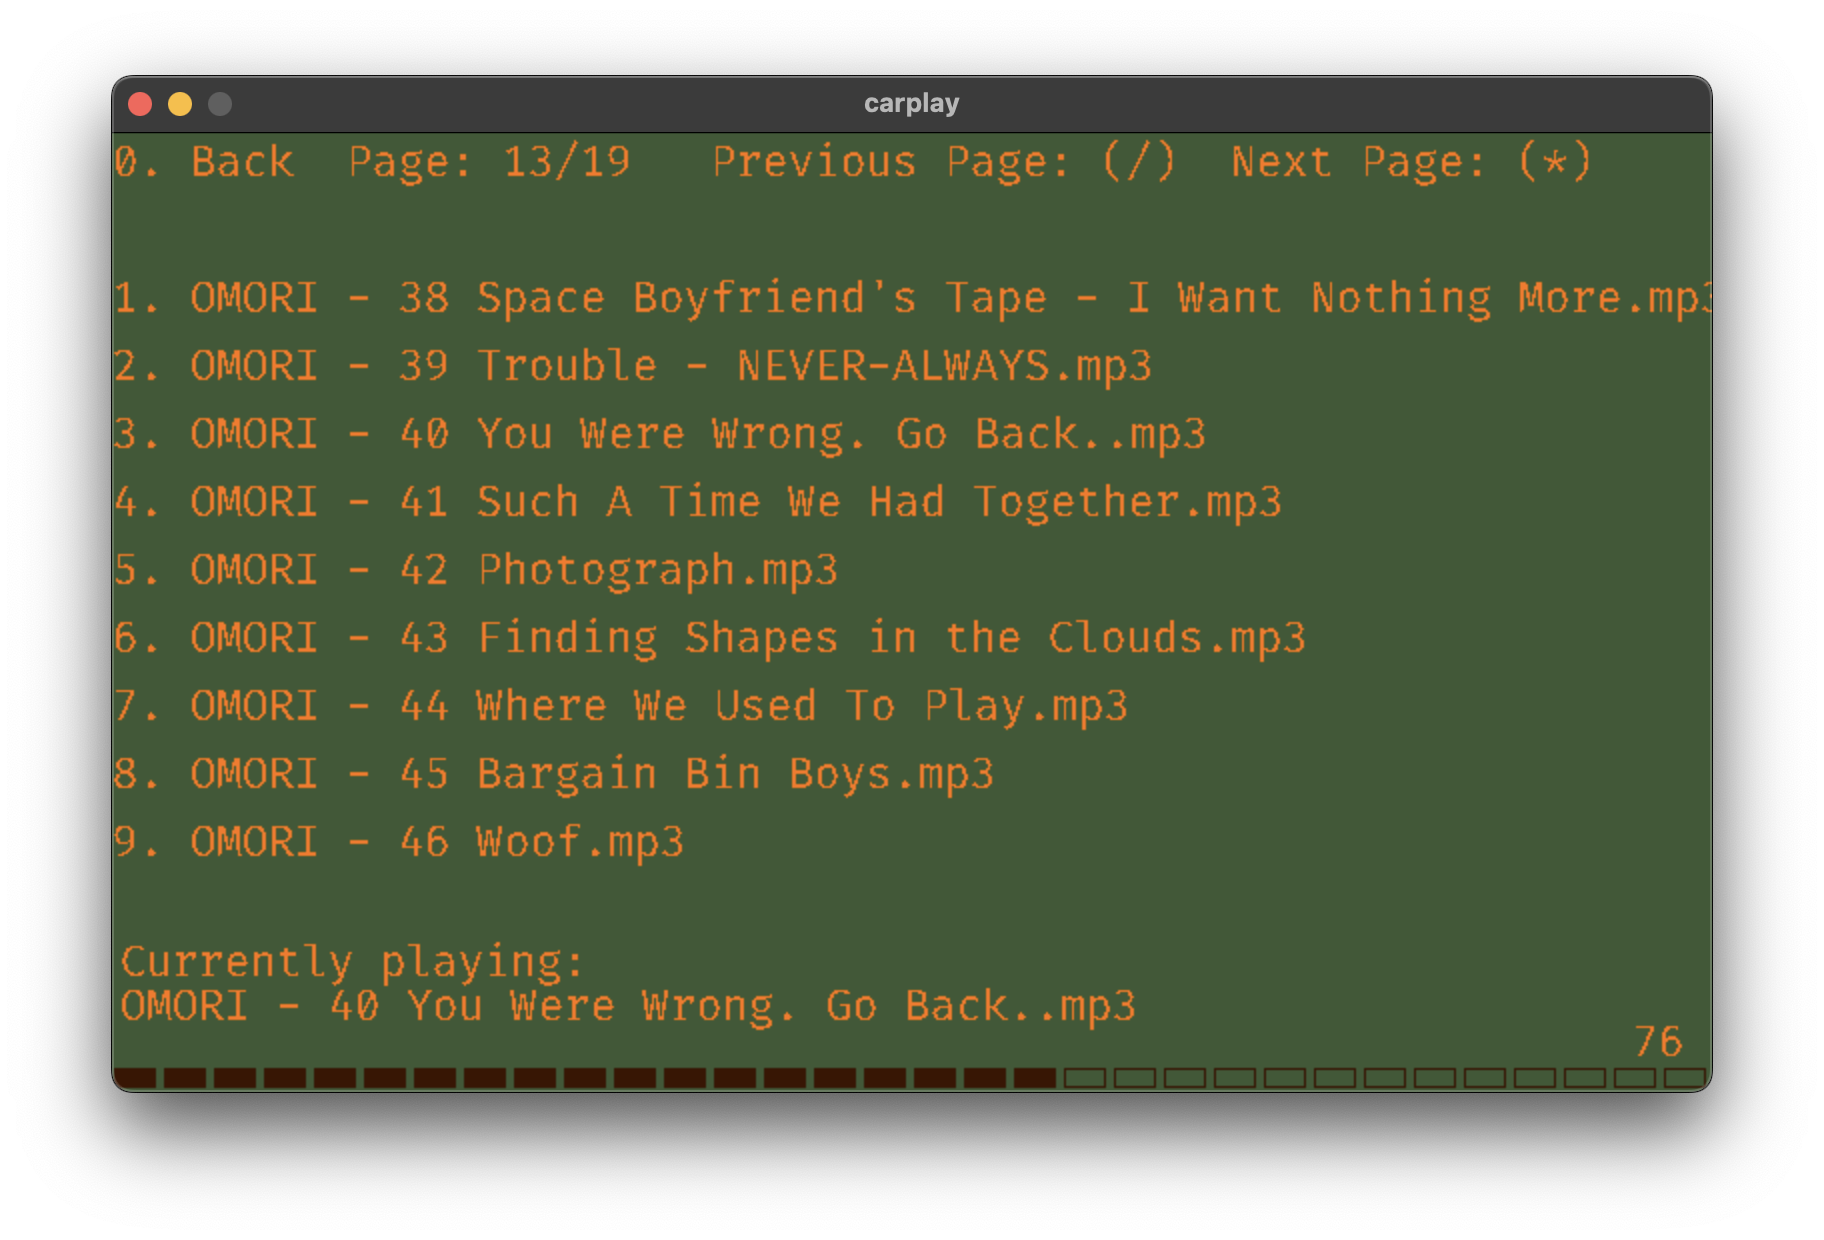 carplay
0. Back  Page: 13/19   Previous Page: (/)  Next Page: (*)
1. OMORI - 38 Space Boyfriend's Tape - I Want Nothing More.mp3
2. OMORI - 39 Trouble - NEVER-ALWAYS.mp3
3. OMORI - 40 You Were Wrong. Go Back..mp3
4. OMORI - 41 Such A Time We Had Together.mp3
5. OMORI - 42 Photograph.mp3
6. OMORI - 43 Finding Shapes in the Clouds.mp3
7. OMORI - 44 Where We Used To Play.mp3
8. OMORI - 45 Bargain Bin Boys.mp3
9. OMORI - 46 Woof.mp3
Currently playing:
OMORI - 40 You Were Wrong. Go Back..mp3
76